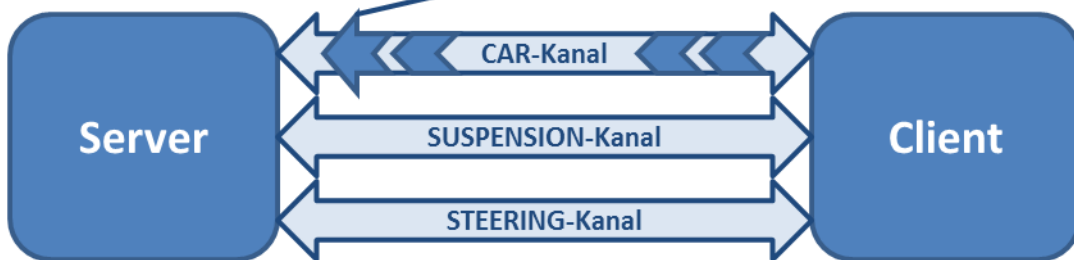 CAR-Kanal
Server
SUSPENSION-Kanal
Client
STEERING-Kanal